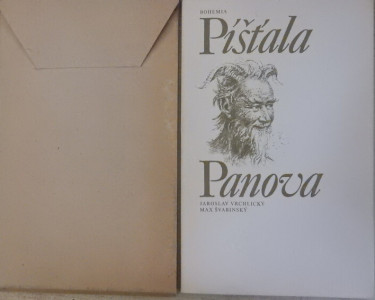 BOHEMIA
Píšťala
Panova
JAROSLAV VRCHLICKÝ
MAX ŠVABINSKÝ